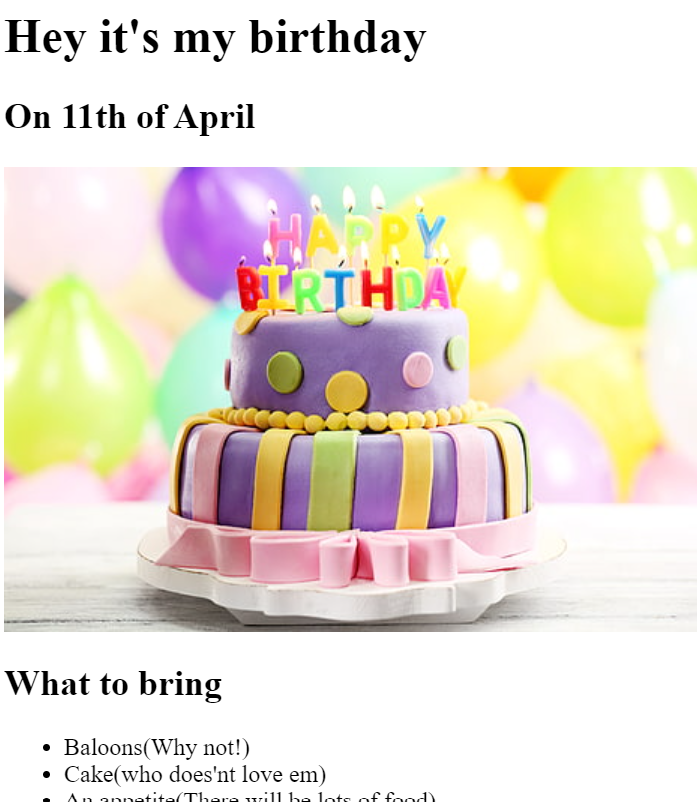 Hey it's my birthday
On 11th of April
HAPPY
BIRTHDAY
What to bring
Baloons(Why not!)
Cake(who does'nt love em)
An appetite(There will be lots of food)